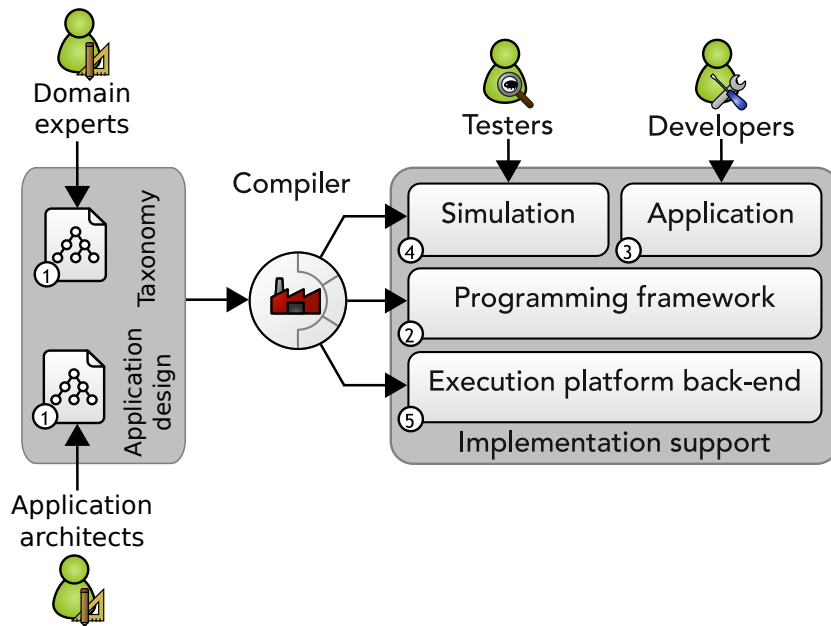 Domain
experts
Testers
Developers
Taxonomy
1
Application
design
1
Compiler
Simulation
4
Application
3
Programming framework
2
Execution platform back-end
5
Implementation support
Application
architects